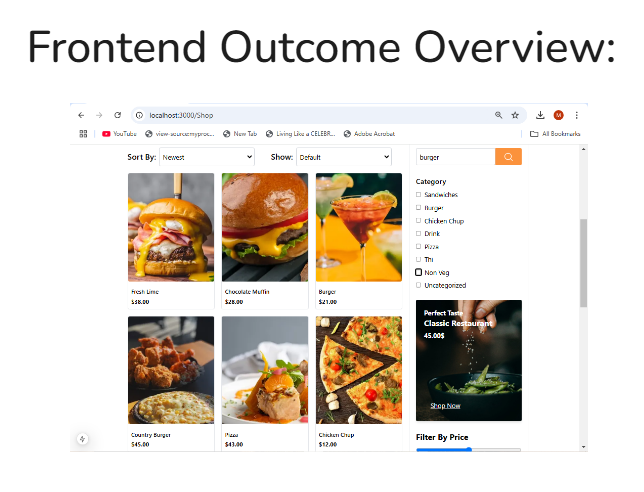 Frontend Outcome Overview:
localhost:3000/Shop
YouTube
view-source:myproc...
New Tab
Living Like a CELEBR...
Adobe Acrobat
All Bookmarks
Sort By: Newest
Show: Default
burger
Fresh Lime
$38.00
Chocolate Muffin
$28.00
Burger
$21.00
Country Burger
$45.00
Pizza
$43.00
Chicken Chup
$12.00
Category
Sandwiches
Burger
Chicken Chup
Drink
Pizza
Thi
Non Veg
Uncategorized
Perfect Taste
Classic Restaurant
45.00$
Shop Now
Filter By Price
M